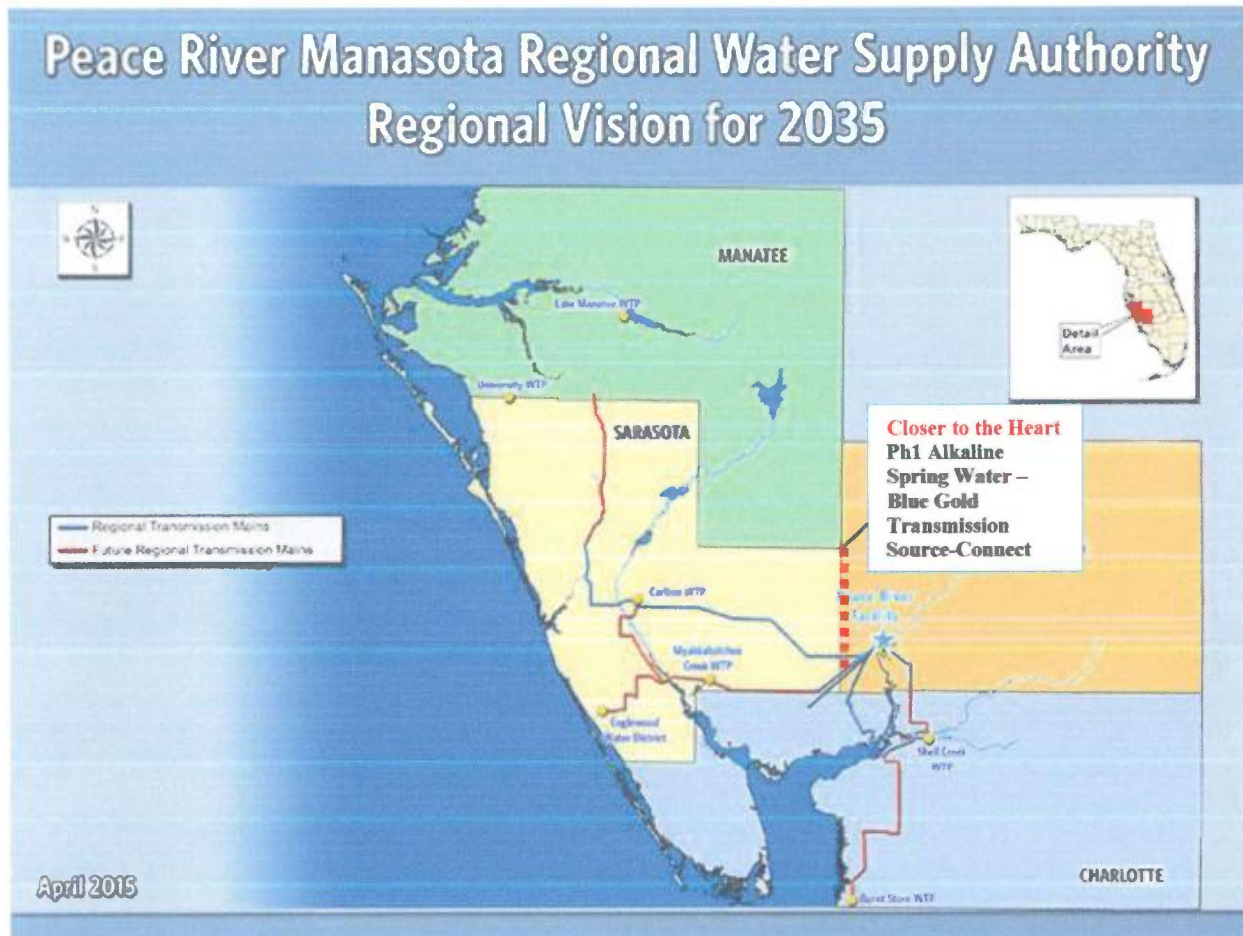 Peace River Manasota Regional Water Supply Authority
Regional Vision for 2035
N
S
MANATEE
Lake Manatee WTP
Detail
Area
University WTP
SARASOTA
Closer to the Heart
Ph1 Alkaline
Spring Water –
Blue Gold
Transmission
Source-Connect
Regional Transmission Mains
Future Regional Transmission Mains
Peace River
Facility
Carlton WTP
Myakkahatchee
Creek WTP
Englewood
Water District
Shell Creek
WTP
CHARLOTTE
April 2015
Burnt Store WTP